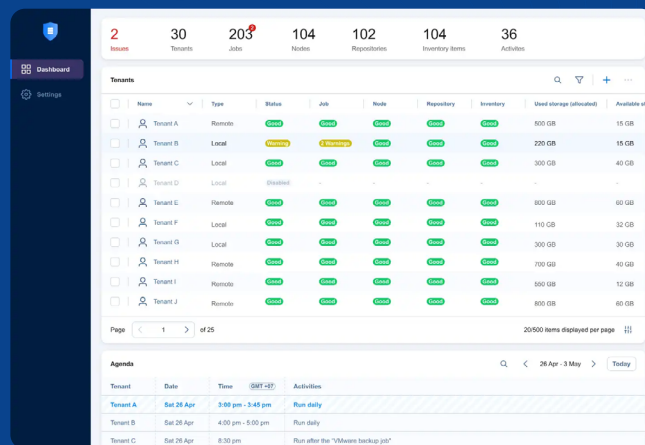 2 30 203 2 104 102 104 36
Issues Tenants Jobs Nodes Repositories Inventory items Activites
Dashboard
Settings
Tenants
Name Type Status Job Node Repository Inventory Used storage (allocated) Available st
Tenant A Remote Good Good Good Good Good 500 GB 15 GB
Tenant B Local Warning 2 Warnings Good Good Good 220 GB 15 GB
Tenant C Local Good Good Good Good Good 300 GB 40 GB
Tenant D Local Disabled - - - - - -
Tenant E Remote Good Good Good Good Good 800 GB 60 GB
Tenant F Local Good Good Good Good Good 110 GB 32 GB
Tenant G Local Good Good Good Good Good 300 GB 30 GB
Tenant H Remote Good Good Good Good Good 700 GB 40 GB
Tenant I Remote Good Good Good Good Good 550 GB 12 GB
Tenant J Remote Good Good Good Good Good 800 GB 60 GB
Page 1 of 25 20/500 items displayed per page
Agenda 26 Apr - 3 May Today
Tenant Date Time GMT +07 Activities
Tenant A Sat 26 Apr 3:00 pm - 3:45 pm Run daily
Tenant B Sat 26 Apr 4:00 pm - 5:00 pm Run daily
Tenant C Sat 26 Apr 8:30 pm Run after the "VMware backup job"